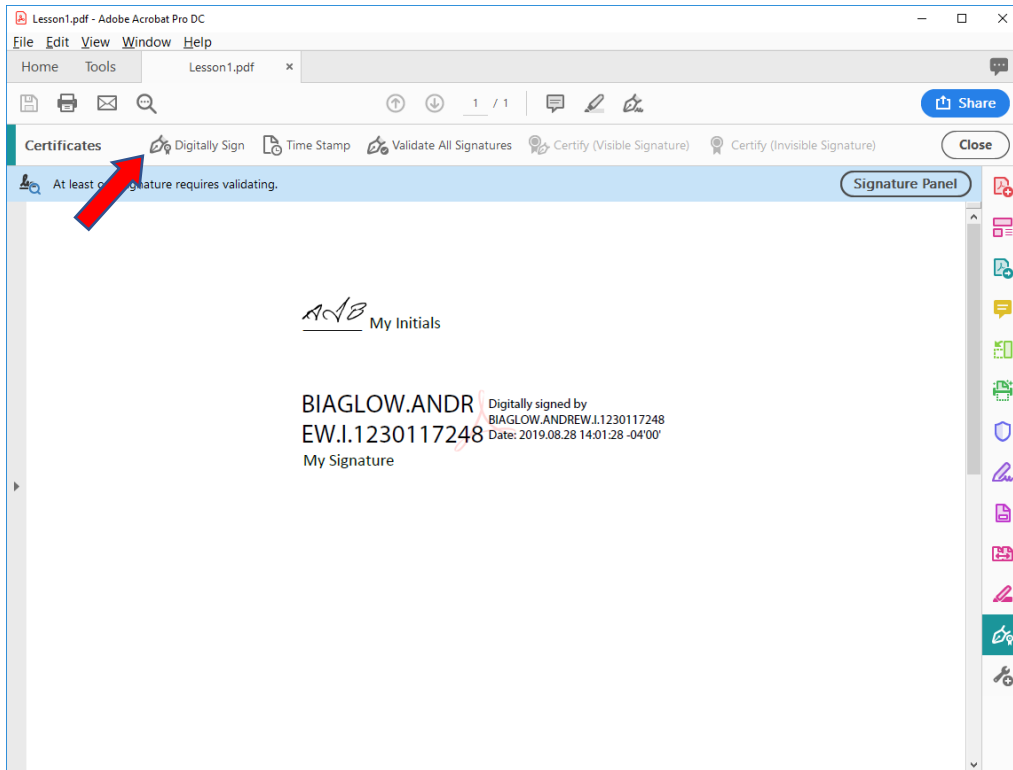 Lesson1.pdf - Adobe Acrobat Pro DC
File Edit View Window Help
Home Tools Lesson1.pdf ×
1 / 1 Share
Certificates Digitally Sign Time Stamp Validate All Signatures Certify (Visible Signature) Certify (Invisible Signature) Close
At least signature requires validating. Signature Panel
My Initials
BIAGLOW.ANDR
EW.I.1230117248
Digitally signed by
BIAGLOW.ANDREW.I.1230117248
Date: 2019.08.28 14:01:28 -04'00'
My Signature